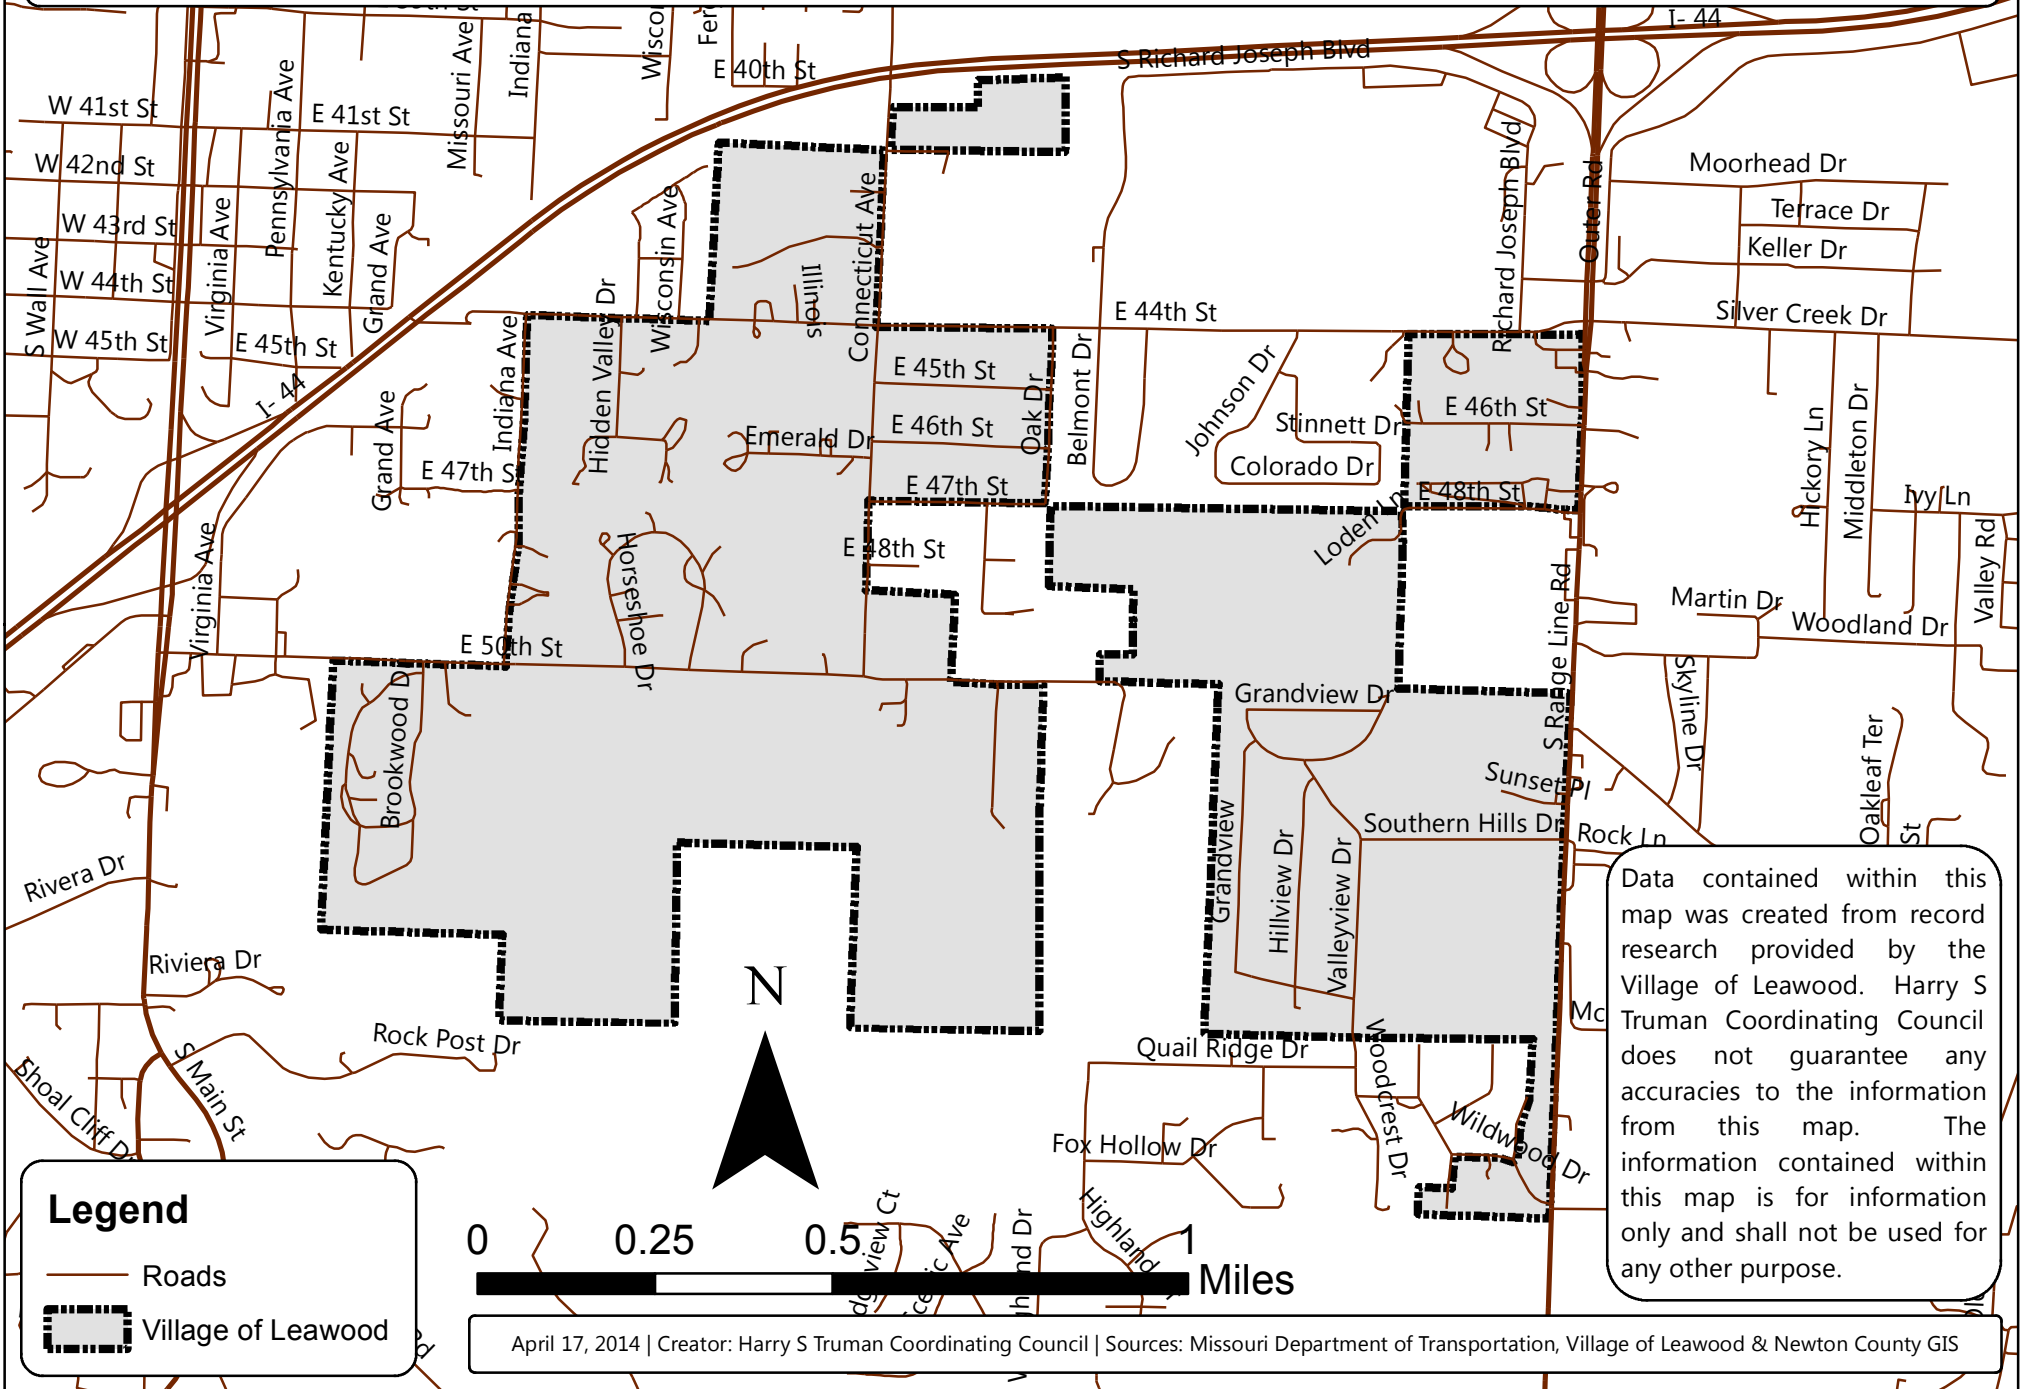 I- 44
S Richard Joseph Blvd
E 40th St
Indiana
Missouri Ave
Pennsylvania Ave
W 41st St
E 41st St
W 42nd St
Kentucky Ave
Moorhead Dr
Richard Joseph Blvd
Outer Rd
W 43rd St
Virginia Ave
Grand Ave
Wisconsin Ave
Connecticut Ave
Terrace Dr
Keller Dr
S Wall Ave
W 44th St
Hidden Valley Dr
Illinois
E 44th St
Silver Creek Dr
W 45th St
E 45th St
Indiana Ave
E 45th St
Oak Dr
Belmont Dr
Johnson Dr
I- 44
Grand Ave
Emerald Dr
E 46th St
Stinnett Dr
E 46th St
Hickory Ln
Middleton Dr
E 47th S
E 47th St
Colorado Dr
E 48th St
Ivy Ln
Virginia Ave
Horseshoe Dr
E 48th St
Loden Ln
Valley Rd
S Range Line Rd
Martin Dr
Woodland Dr
E 50th St
Brookwood D
Grandview Dr
Skyline Dr
Sunset Pl
Oakleaf Ter
St
Grandview
Hillview Dr
Valleyview Dr
Southern Hills Dr
Rock Ln
Rivera Dr
Riviera Dr
N
Mc
Rock Post Dr
Quail Ridge Dr
Woodcrest Dr
Wildwood Dr
S Main St
Shoal Cliff Dr
Fox Hollow Dr
Highland
Data contained within this
map was created from record
research provided by the
Village of Leawood. Harry S
Truman Coordinating Council
does not guarantee any
accuracies to the information
from this map. The
information contained within
this map is for information
only and shall not be used for
any other purpose.
Legend
Roads
Village of Leawood
0 0.25 0.5 1
Miles
April 17, 2014 | Creator: Harry S Truman Coordinating Council | Sources: Missouri Department of Transportation, Village of Leawood & Newton County GIS